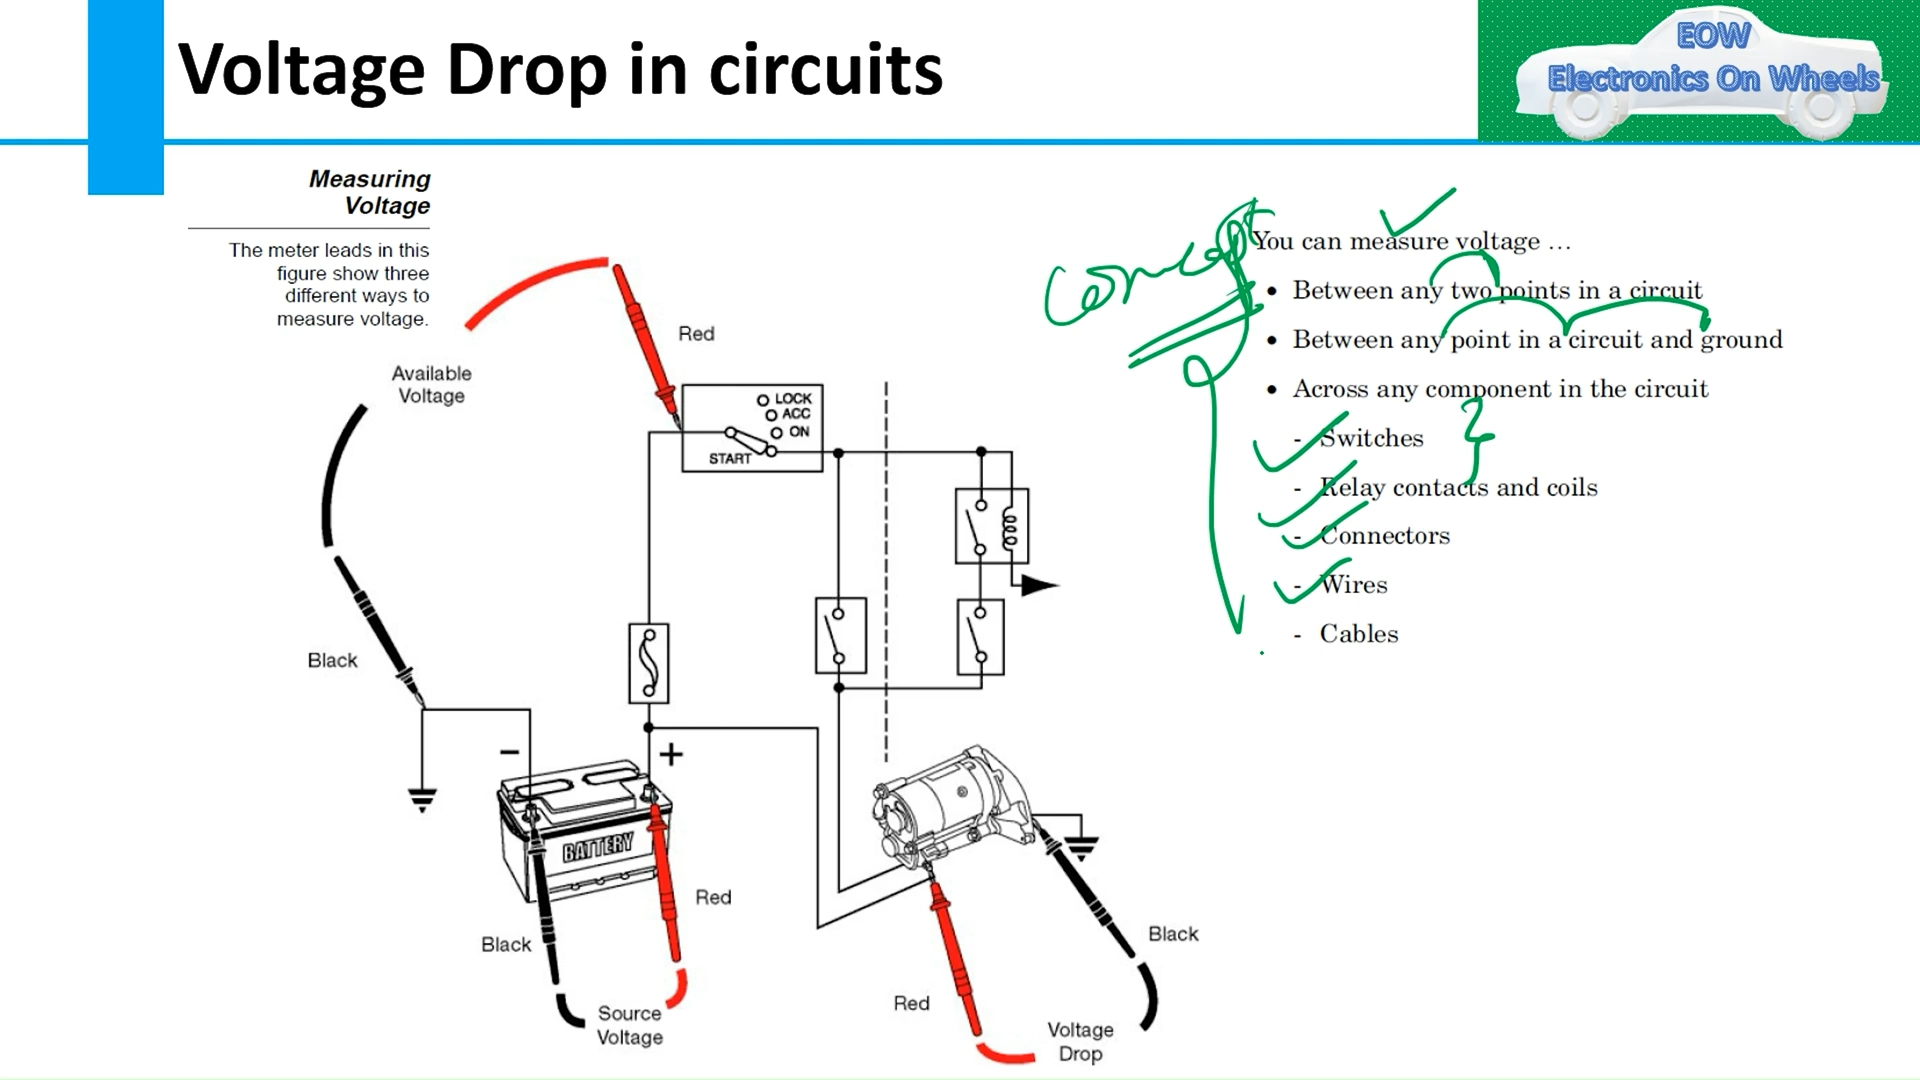 Voltage Drop in circuits
EOW
Electronics On Wheels
Measuring
Voltage
The meter leads in this
figure show three
different ways to
measure voltage.
Available
Voltage
Red
LOCK
ACC
ON
START
Black
−
+
BATTERY
Red
Black
Source
Voltage
Red
Black
Voltage
Drop
Concept
You can measure voltage …
• Between any two points in a circuit
• Between any point in a circuit and ground
• Across any component in the circuit
- Switches
- Relay contacts and coils
- Connectors
- Wires
- Cables